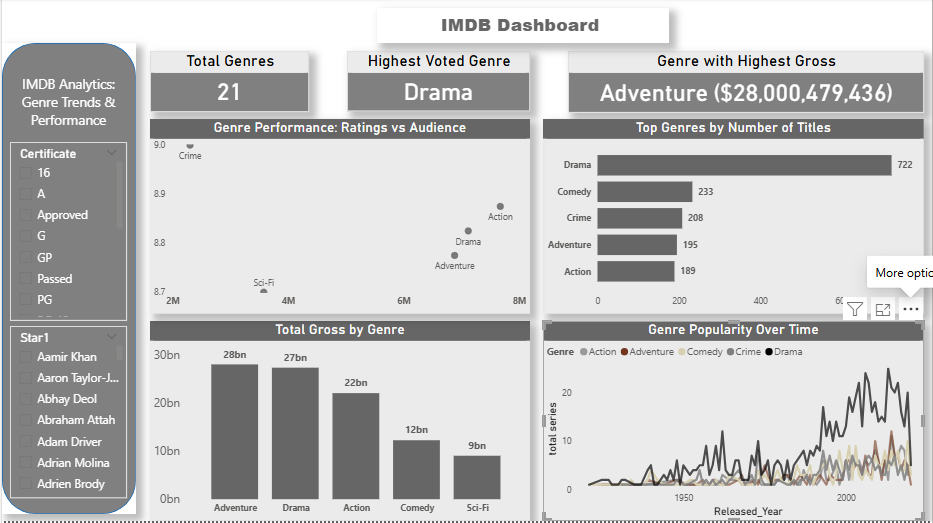 IMDB Dashboard
IMDB Analytics:
Genre Trends &
Performance
Certificate
16
A
Approved
G
GP
Passed
PG
Star1
Aamir Khan
Aaron Taylor-J...
Abhay Deol
Abraham Attah
Adam Driver
Adrian Molina
Adrien Brody
Total Genres
21
Highest Voted Genre
Drama
Genre with Highest Gross
Adventure ($28,000,479,436)
Genre Performance: Ratings vs Audience
9.0
8.9
8.8
8.7
Crime
Action
Drama
Adventure
Sci-Fi
2M 4M 6M 8M
Top Genres by Number of Titles
Drama 722
Comedy 233
Crime 208
Adventure 195
Action 189
0 200 400
More optio
Total Gross by Genre
30bn
20bn
10bn
0bn
28bn 27bn 22bn 12bn 9bn
Adventure Drama Action Comedy Sci-Fi
Genre Popularity Over Time
Genre Action Adventure Comedy Crime Drama
total series
20
10
0
1950 2000
Released_Year